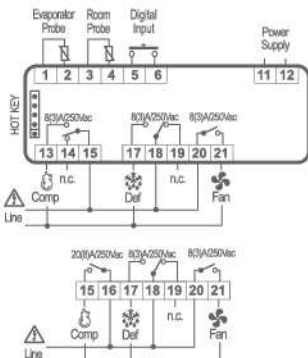 Evaporator Probe
Room Probe
Digital Input
Power Supply
1 2 3 4 5 6 11 12
HOT KEY
8(3)A/250Vac 8(3)A/250Vac 8(3)A/250Vac
13 14 15 17 18 19 20 21
n.c. n.c.
Comp Def Fan
Line
20(8)A/250Vac 8(3)A/250Vac 8(3)A/250Vac
15 16 17 18 19 20 21
n.c.
Comp Def Fan
Line